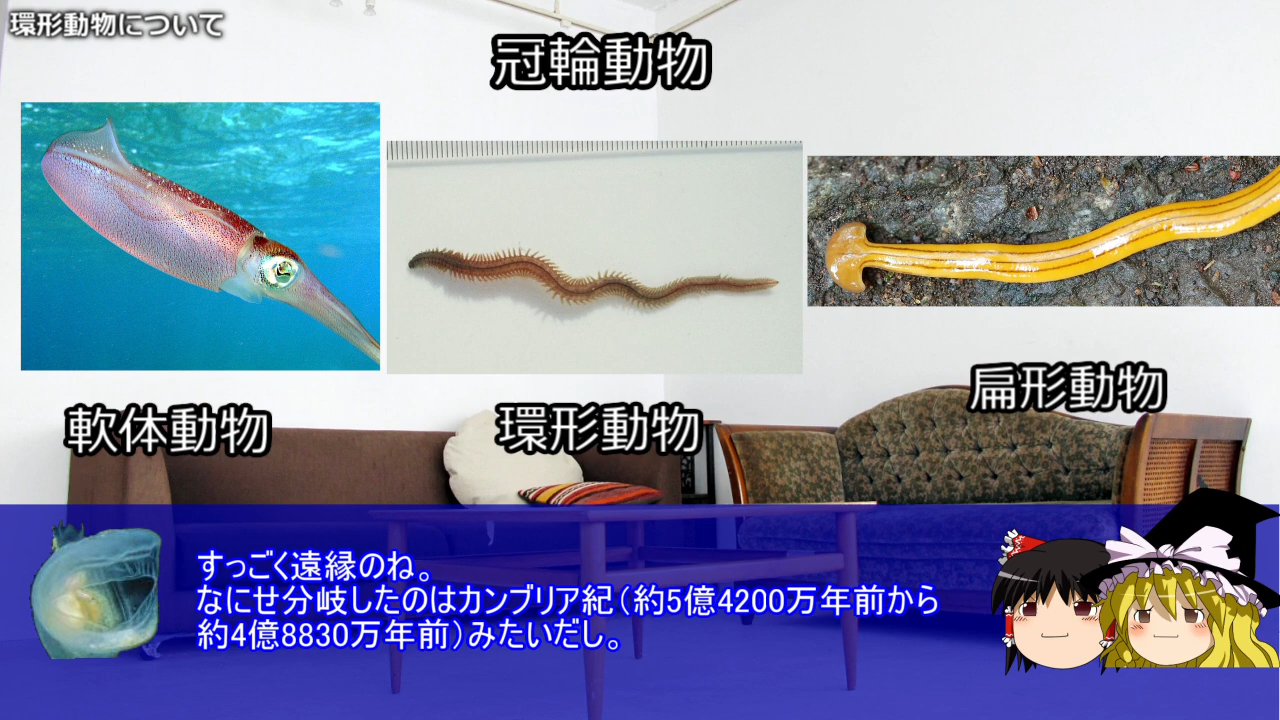 環形動物について
冠輪動物
軟体動物
環形動物
扁形動物
すっごく遠縁のね。
なにせ分岐したのはカンブリア紀（約5億4200万年前から
約4億8830万年前）みたいだし。